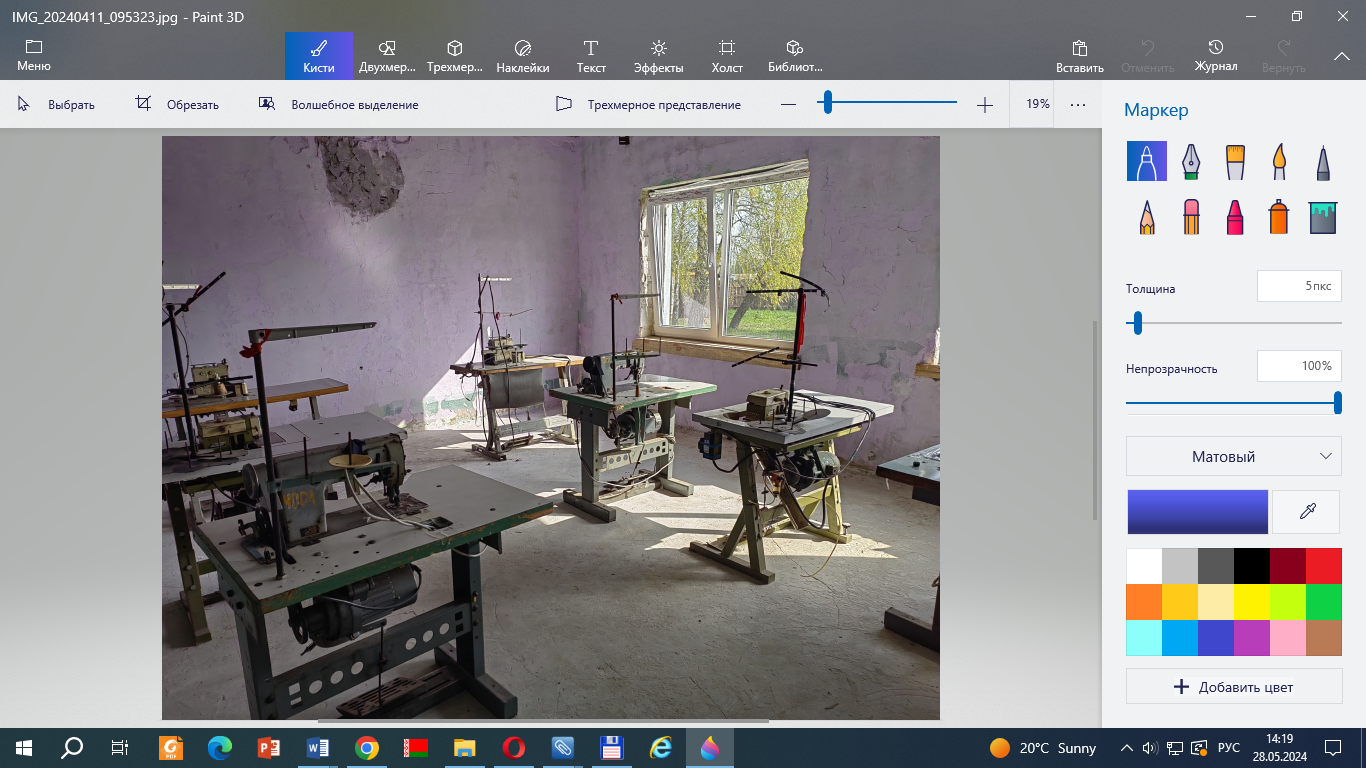 IMG_20240411_095323.jpg - Paint 3D
Меню
Кисти
Двухмер...
Трехмер...
Наклейки
Текст
Эффекты
Холст
Библиот...
Вставить
Отменить
Журнал
Вернуть
Выбрать
Обрезать
Волшебное выделение
Трехмерное представление
19%
Маркер
Толщина
5пкс
Непрозрачность
100%
Матовый
Добавить цвет
20°C Sunny
РУС
14:19
28.05.2024